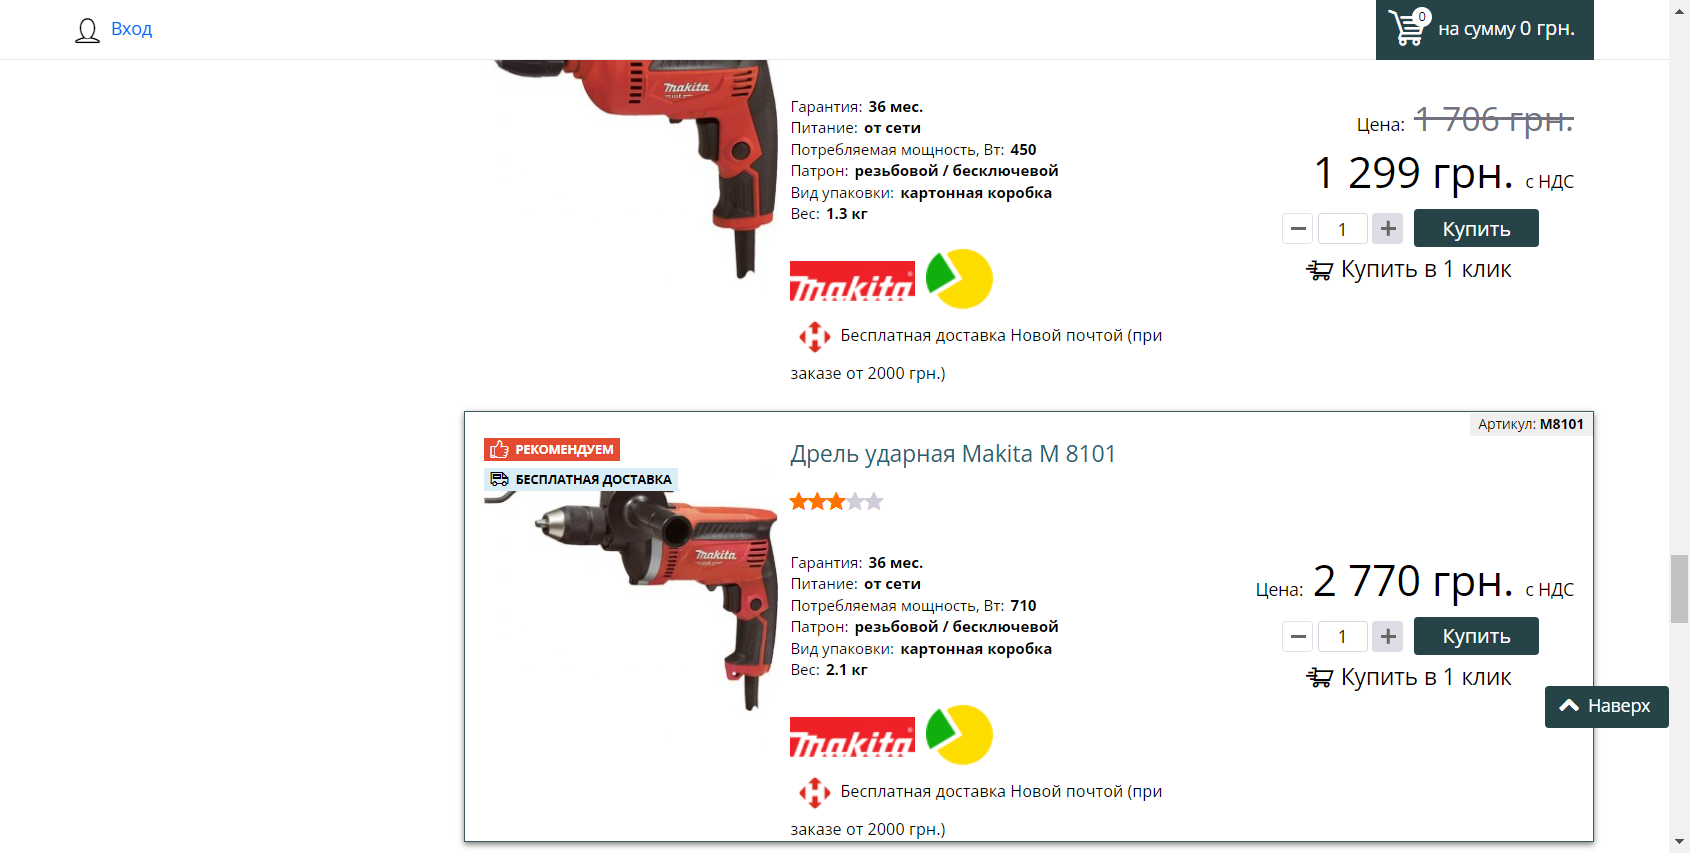 Вход
0
на сумму 0 грн.
makita
Гарантия: 36 мес.
Питание: от сети
Потребляемая мощность, Вт: 450
Патрон: резьбовой / бесключевой
Вид упаковки: картонная коробка
Вес: 1.3 кг
Цена: 1 706 грн.
1 299 грн. с НДС
1
Купить
Купить в 1 клик
makita
Бесплатная доставка Новой почтой (при
заказе от 2000 грн.)
Артикул: M8101
РЕКОМЕНДУЕМ
БЕСПЛАТНАЯ ДОСТАВКА
Дрель ударная Makita M 8101
makita
Гарантия: 36 мес.
Питание: от сети
Потребляемая мощность, Вт: 710
Патрон: резьбовой / бесключевой
Вид упаковки: картонная коробка
Вес: 2.1 кг
Цена: 2 770 грн. с НДС
1
Купить
Купить в 1 клик
Наверх
makita
Бесплатная доставка Новой почтой (при
заказе от 2000 грн.)